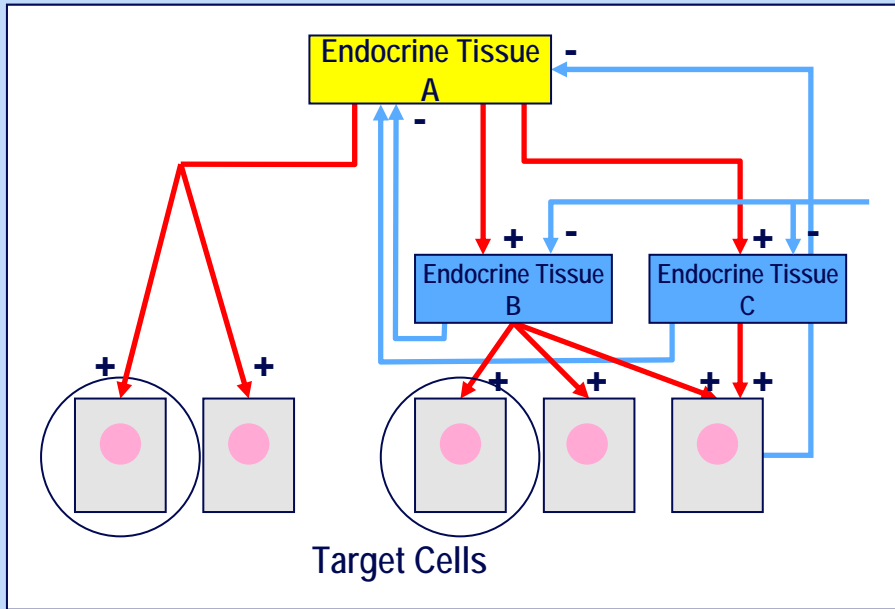 Endocrine Tissue
A
-
-
+
-
+
-
Endocrine Tissue
B
Endocrine Tissue
C
+
+
+
+
+
+
Target Cells